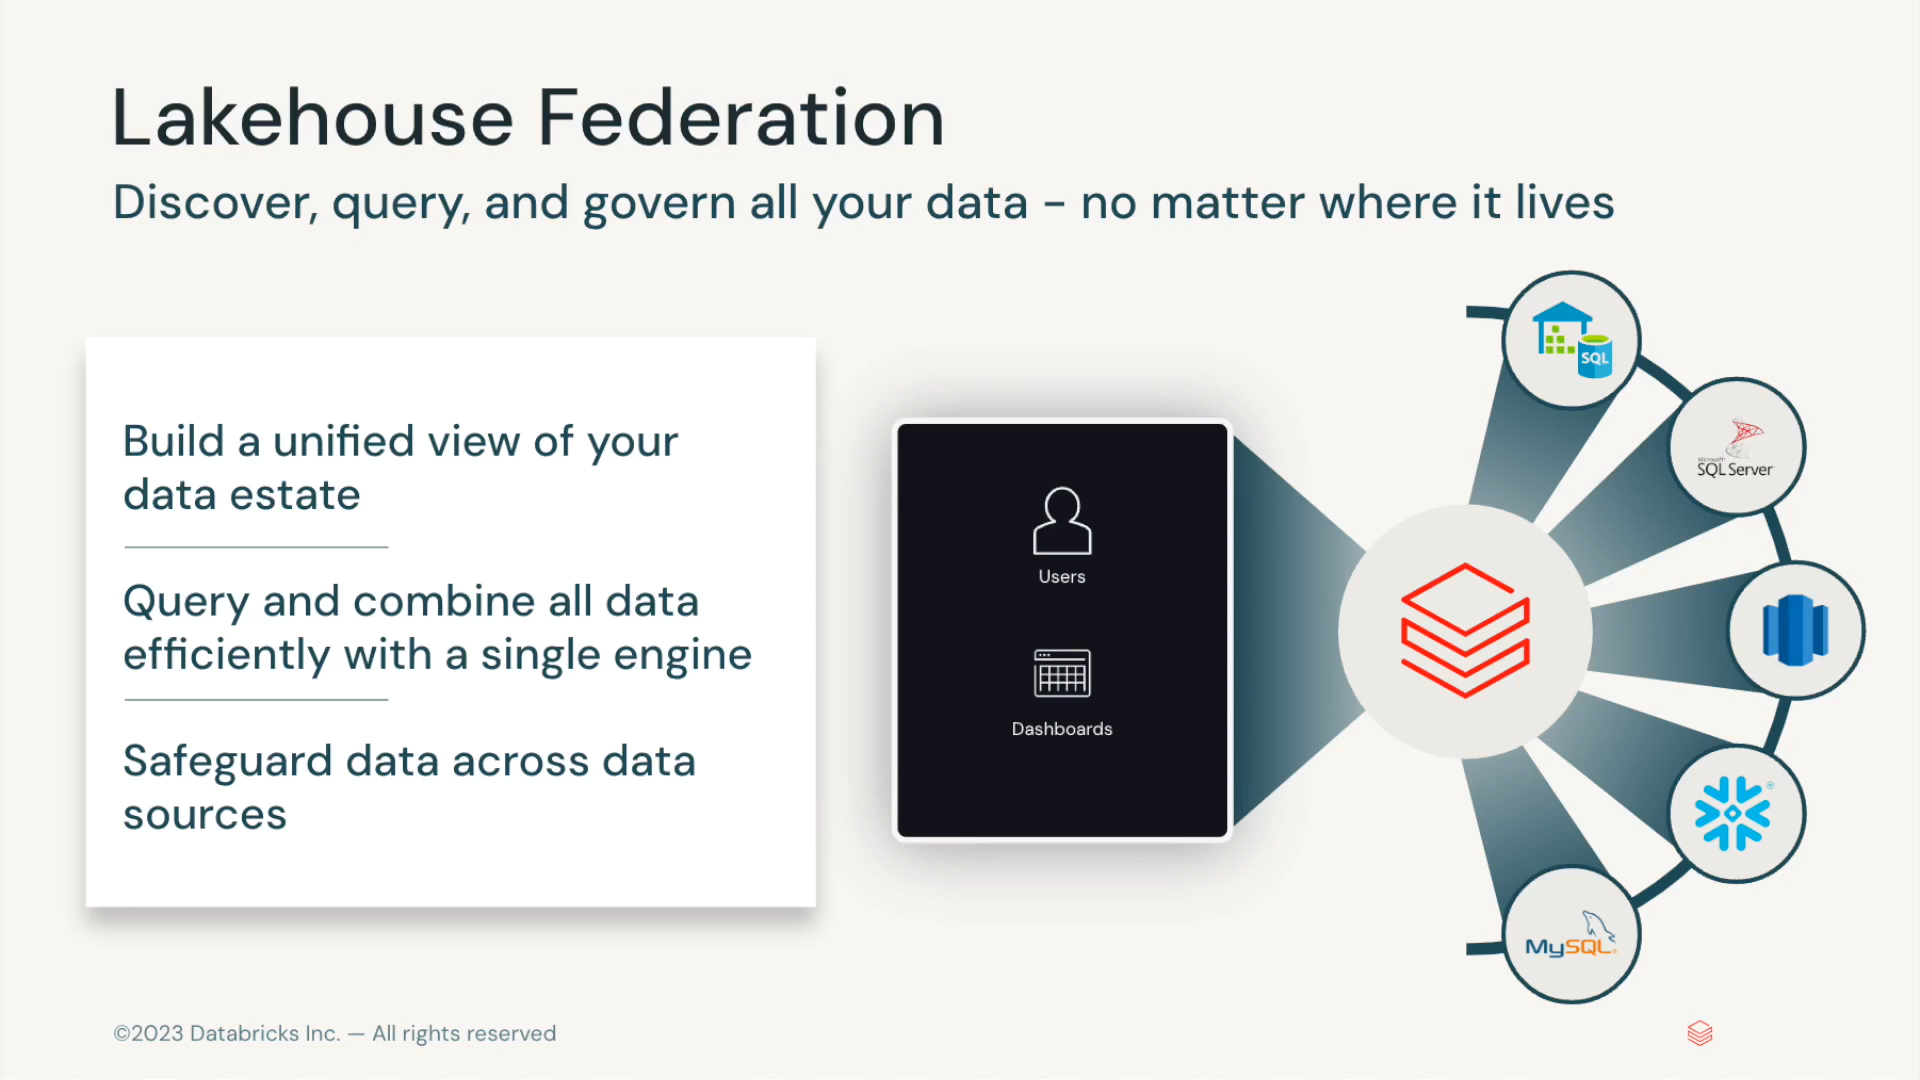 Lakehouse Federation
Discover, query, and govern all your data - no matter where it lives
Build a unified view of your
data estate
Query and combine all data
efficiently with a single engine
Safeguard data across data
sources
Users
Dashboards
SQL
Microsoft
SQL Server
®
MySQL®
©2023 Databricks Inc. — All rights reserved